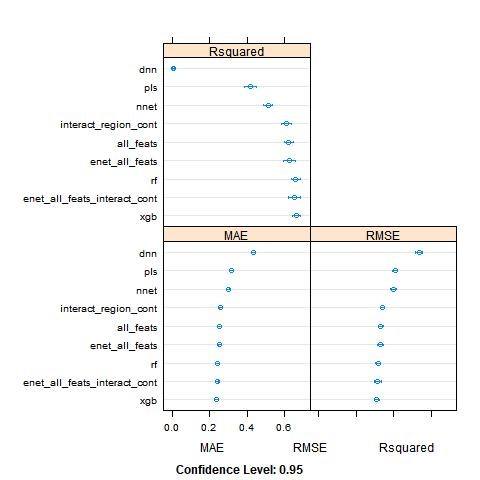 Rsquared
dnn
pls
nnet
interact_region_cont
all_feats
enet_all_feats
rf
enet_all_feats_interact_cont
xgb
MAE RMSE
dnn
pls
nnet
interact_region_cont
all_feats
enet_all_feats
rf
enet_all_feats_interact_cont
xgb
0.0 0.2 0.4 0.6
MAE RMSE Rsquared
Confidence Level: 0.95